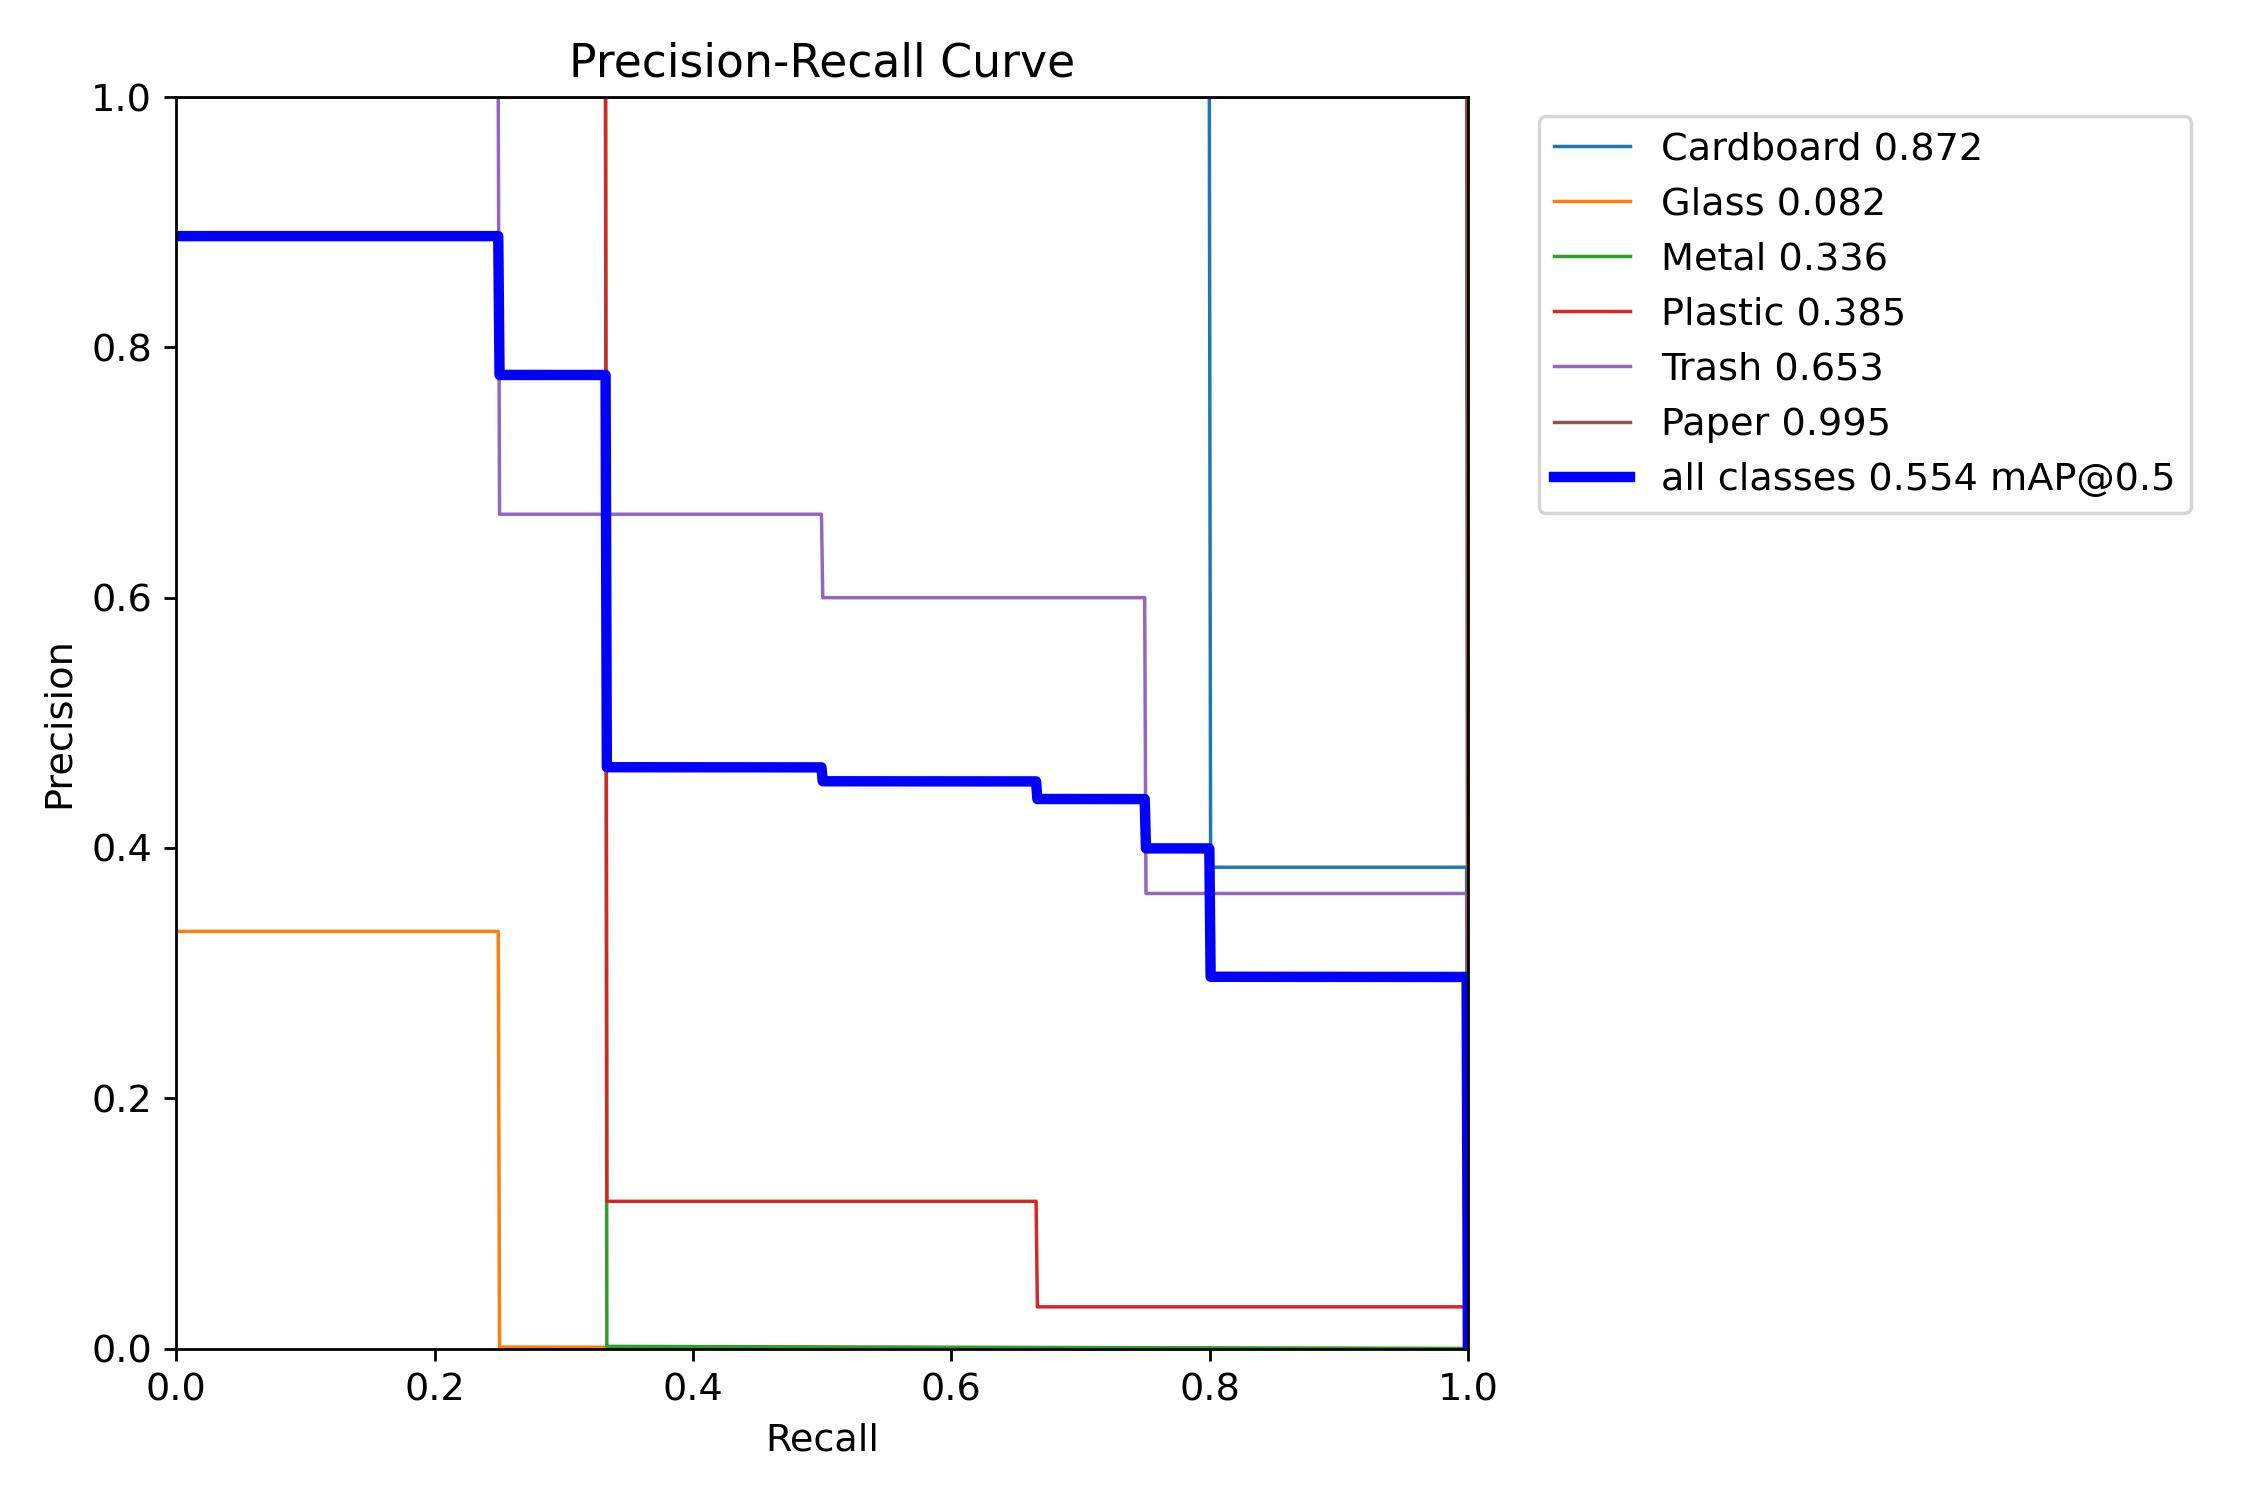 Precision-Recall Curve
1.0
0.8
0.6
0.4
0.2
0.0
Precision
0.0 0.2 0.4 0.6 0.8 1.0
Recall
Cardboard 0.872
Glass 0.082
Metal 0.336
Plastic 0.385
Trash 0.653
Paper 0.995
all classes 0.554 mAP@0.5